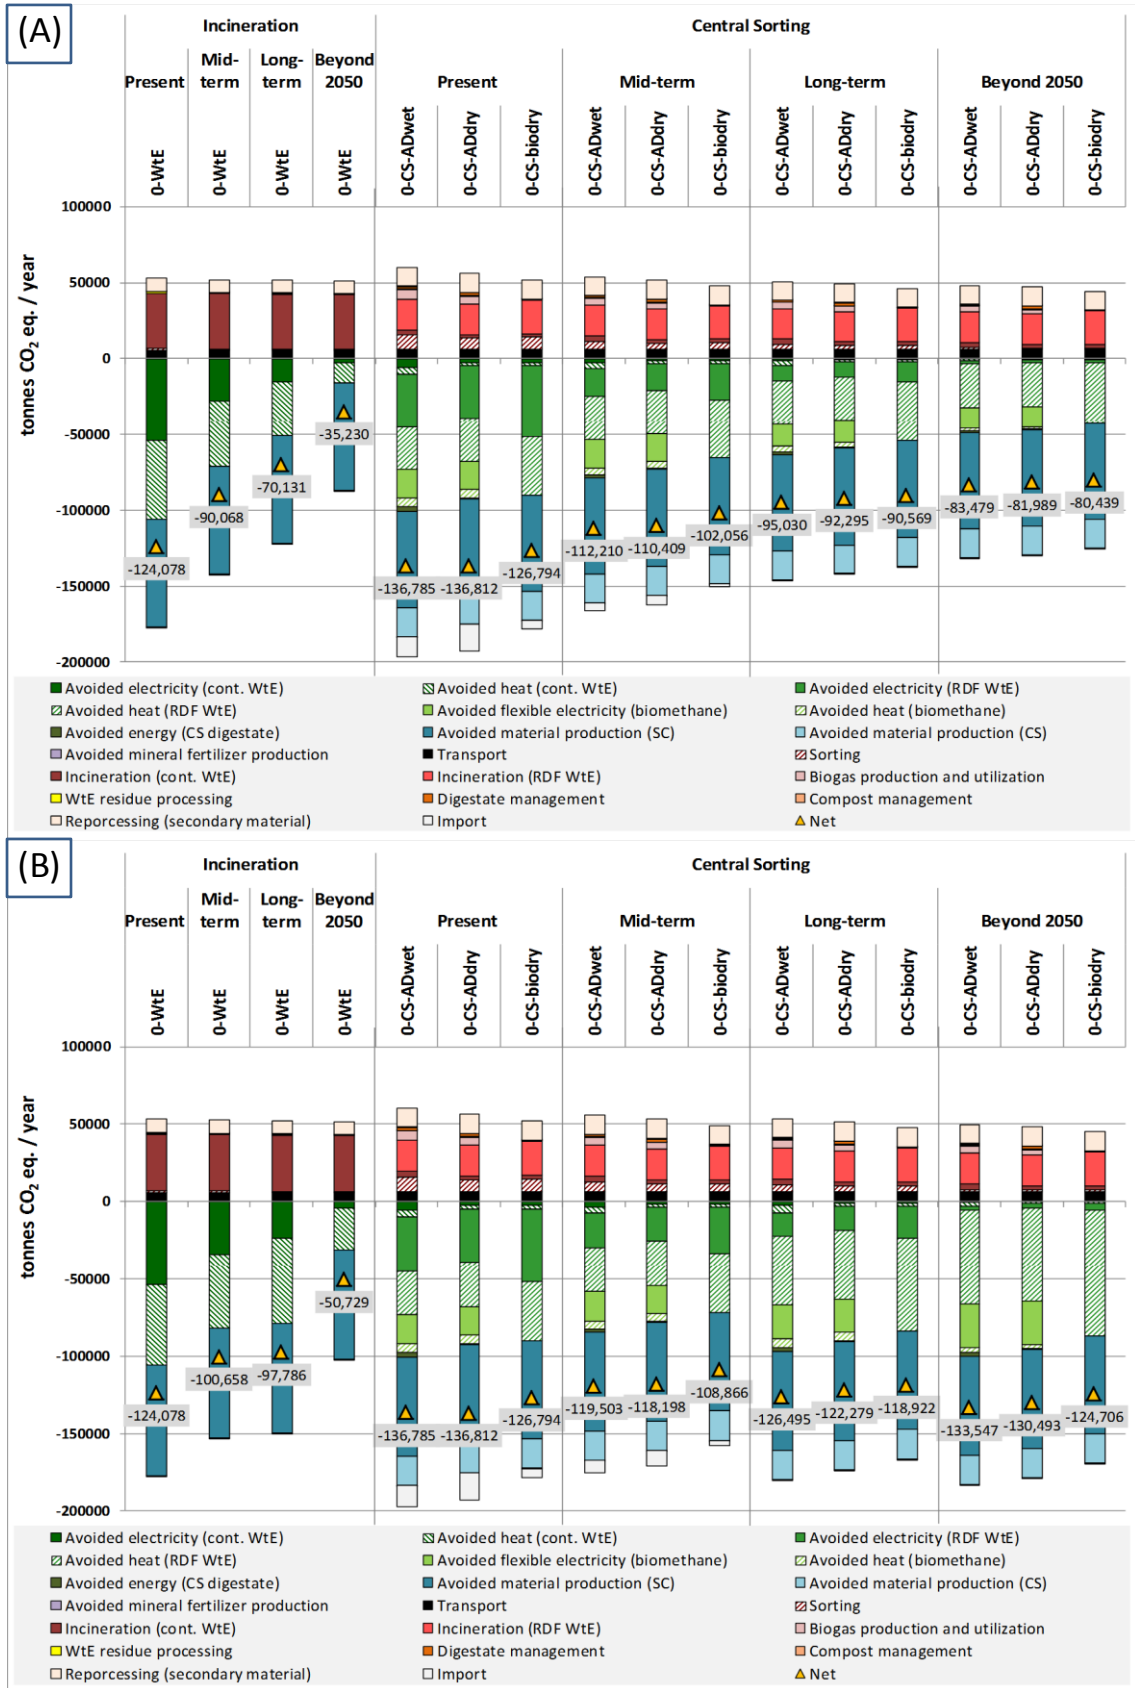 (A)
Incineration
Central Sorting
Present
Mid-term
Long-term
Beyond 2050
Present
Mid-term
Long-term
Beyond 2050
0-WtE
0-WtE
0-WtE
0-WtE
0-CS-ADwet
0-CS-ADdry
0-CS-biodry
0-CS-ADwet
0-CS-ADdry
0-CS-biodry
0-CS-ADwet
0-CS-ADdry
0-CS-biodry
0-CS-ADwet
0-CS-ADdry
0-CS-biodry
tonnes CO2 eq. / year
100000
50000
0
-50000
-100000
-150000
-200000
-124,078
-90,068
-70,131
-35,230
-136,785
-136,812
-126,794
-112,210
-110,409
-102,056
-95,030
-92,295
-90,569
-83,479
-81,989
-80,439
Avoided electricity (cont. WtE)
Avoided heat (cont. WtE)
Avoided electricity (RDF WtE)
Avoided heat (RDF WtE)
Avoided flexible electricity (biomethane)
Avoided heat (biomethane)
Avoided energy (CS digestate)
Avoided material production (SC)
Avoided material production (CS)
Avoided mineral fertilizer production
Transport
Sorting
Incineration (cont. WtE)
Incineration (RDF WtE)
Biogas production and utilization
WtE residue processing
Digestate management
Compost management
Reporcessing (secondary material)
Import
Net
(B)
Incineration
Central Sorting
Present
Mid-term
Long-term
Beyond 2050
Present
Mid-term
Long-term
Beyond 2050
0-WtE
0-WtE
0-WtE
0-WtE
0-CS-ADwet
0-CS-ADdry
0-CS-biodry
0-CS-ADwet
0-CS-ADdry
0-CS-biodry
0-CS-ADwet
0-CS-ADdry
0-CS-biodry
0-CS-ADwet
0-CS-ADdry
0-CS-biodry
tonnes CO2 eq. / year
100000
50000
0
-50000
-100000
-150000
-200000
-124,078
-100,658
-97,786
-50,729
-136,785
-136,812
-126,794
-119,503
-118,198
-108,866
-126,495
-122,279
-118,922
-133,547
-130,493
-124,706
Avoided electricity (cont. WtE)
Avoided heat (cont. WtE)
Avoided electricity (RDF WtE)
Avoided heat (RDF WtE)
Avoided flexible electricity (biomethane)
Avoided heat (biomethane)
Avoided energy (CS digestate)
Avoided material production (SC)
Avoided material production (CS)
Avoided mineral fertilizer production
Transport
Sorting
Incineration (cont. WtE)
Incineration (RDF WtE)
Biogas production and utilization
WtE residue processing
Digestate management
Compost management
Reporcessing (secondary material)
Import
Net